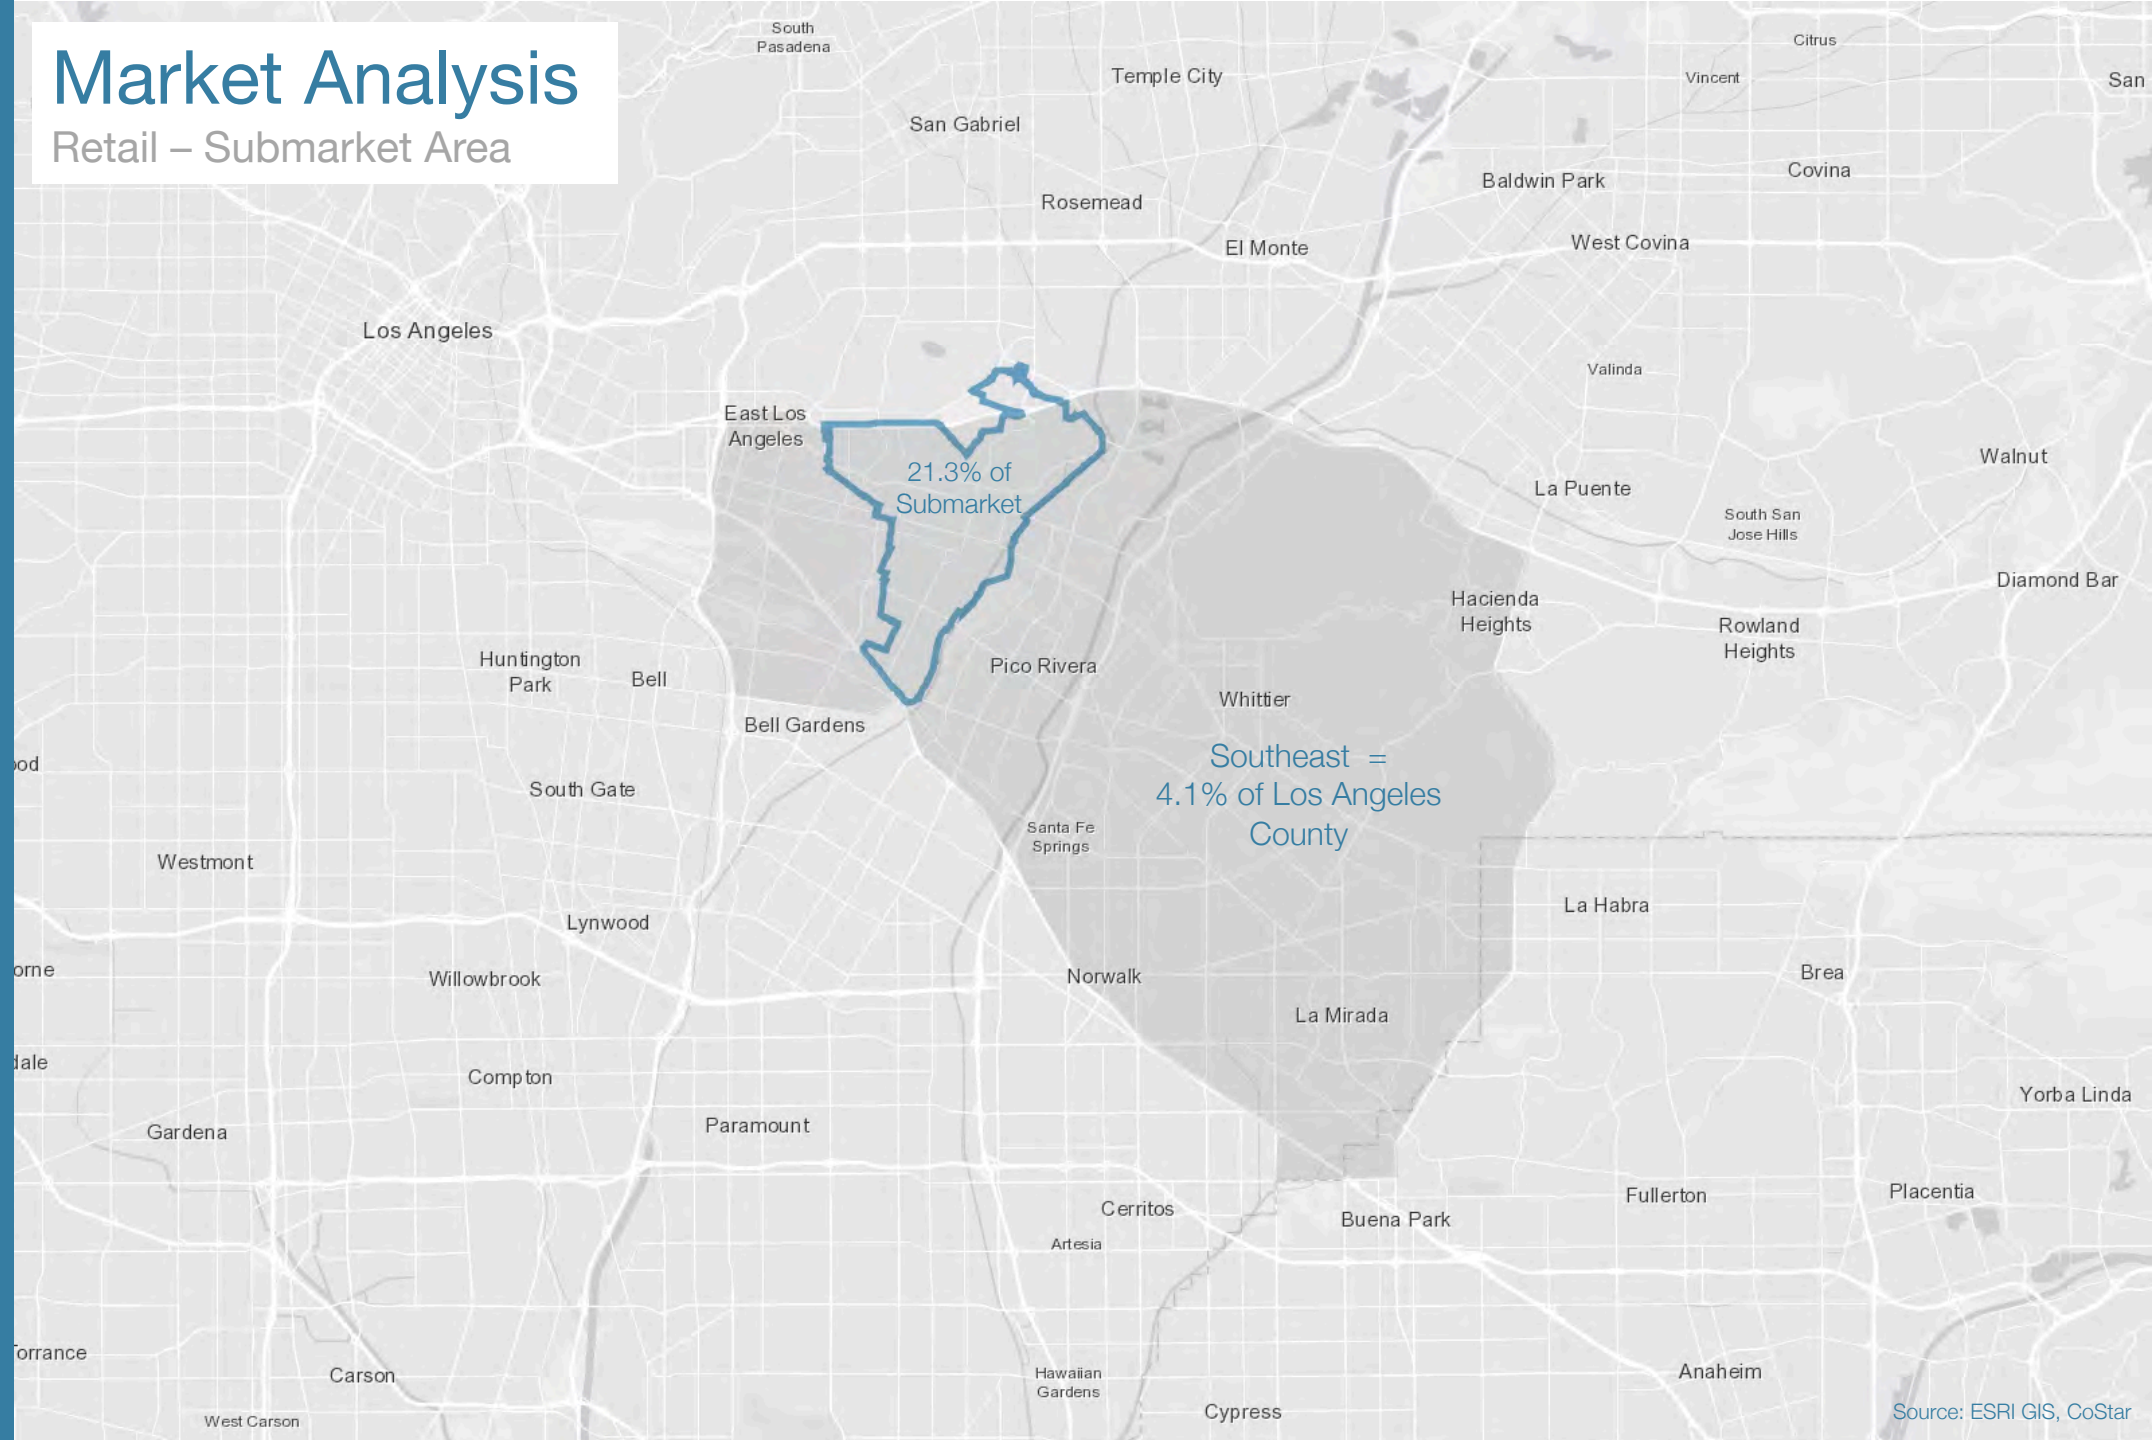 Market Analysis
Retail – Submarket Area
South
Pasadena
Citrus
Temple City
Vincent
San
San Gabriel
Covina
Baldwin Park
Rosemead
El Monte
West Covina
Los Angeles
Valinda
East Los
Angeles
Walnut
21.3% of
Submarket
La Puente
South San
Jose Hills
Diamond Bar
Hacienda
Heights
Rowland
Heights
Huntington
Park
Bell
Pico Rivera
Whittier
Bell Gardens
Southeast =
4.1% of Los Angeles
County
ood
South Gate
Santa Fe
Springs
Westmont
La Habra
Lynwood
orne
Willowbrook
Norwalk
Brea
La Mirada
dale
Compton
Yorba Linda
Paramount
Gardena
Placentia
Fullerton
Cerritos
Buena Park
Artesia
Torrance
Carson
Hawaiian
Gardens
Anaheim
Cypress
West Carson
Source: ESRI GIS, CoStar